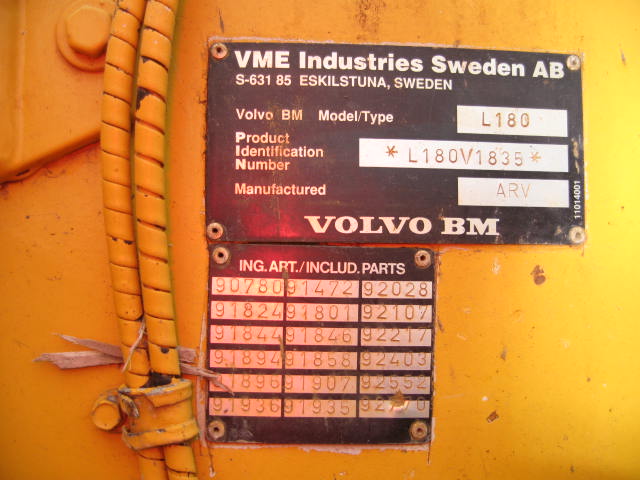 VME Industries Sweden AB
S-631 85 ESKILSTUNA, SWEDEN
Volvo BM Model/Type L180
Product
Identification
Number
* L180V1835 *
Manufactured ARV
11014001
VOLVO BM
ING.ART./INCLUD.PARTS
90780 91472 92028
91824 91801 92107
91844 91846 92217
91894 91858 92403
91896 91907 92552
91936 91935